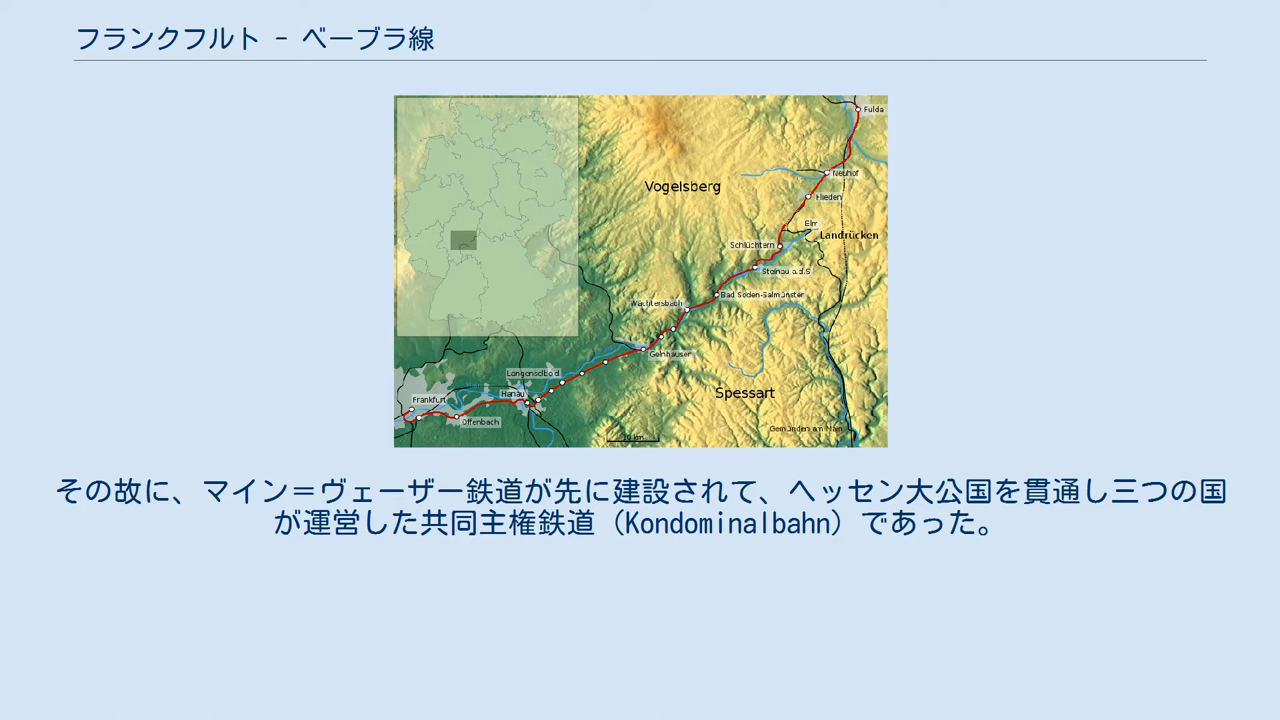 フランクフルト - ベーブラ線
Fulda
Neuhof
Vogelsberg
Flieden
Elm
Landrücken
Schlüchtern
Steinau a.d.S
Bad Soden-Salmünster
Wächtersbach
Gelnhausen
Langenselbold
Spessart
Hanau
Frankfurt
Offenbach
Gemünden am Main
10 km
その故に、マイン＝ヴェーザー鉄道が先に建設されて、ヘッセン大公国を貫通し三つの国
が運営した共同主権鉄道（Kondominalbahn）であった。